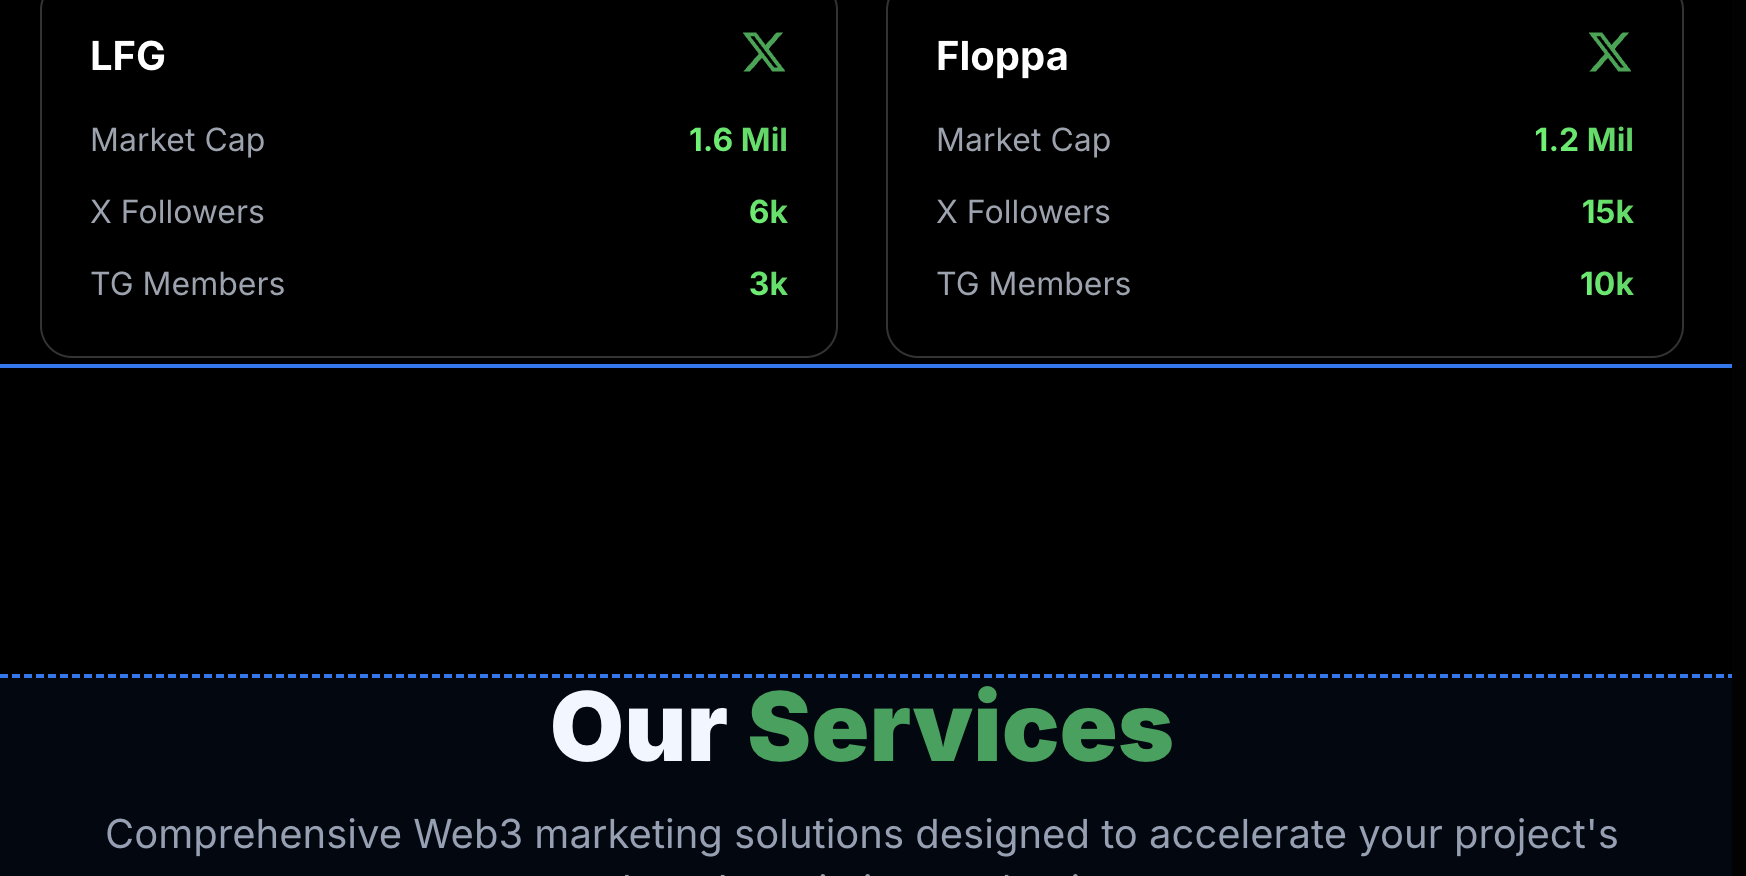 LFG
Market Cap 1.6 Mil
X Followers 6k
TG Members 3k
Floppa
Market Cap 1.2 Mil
X Followers 15k
TG Members 10k
Our Services
Comprehensive Web3 marketing solutions designed to accelerate your project's